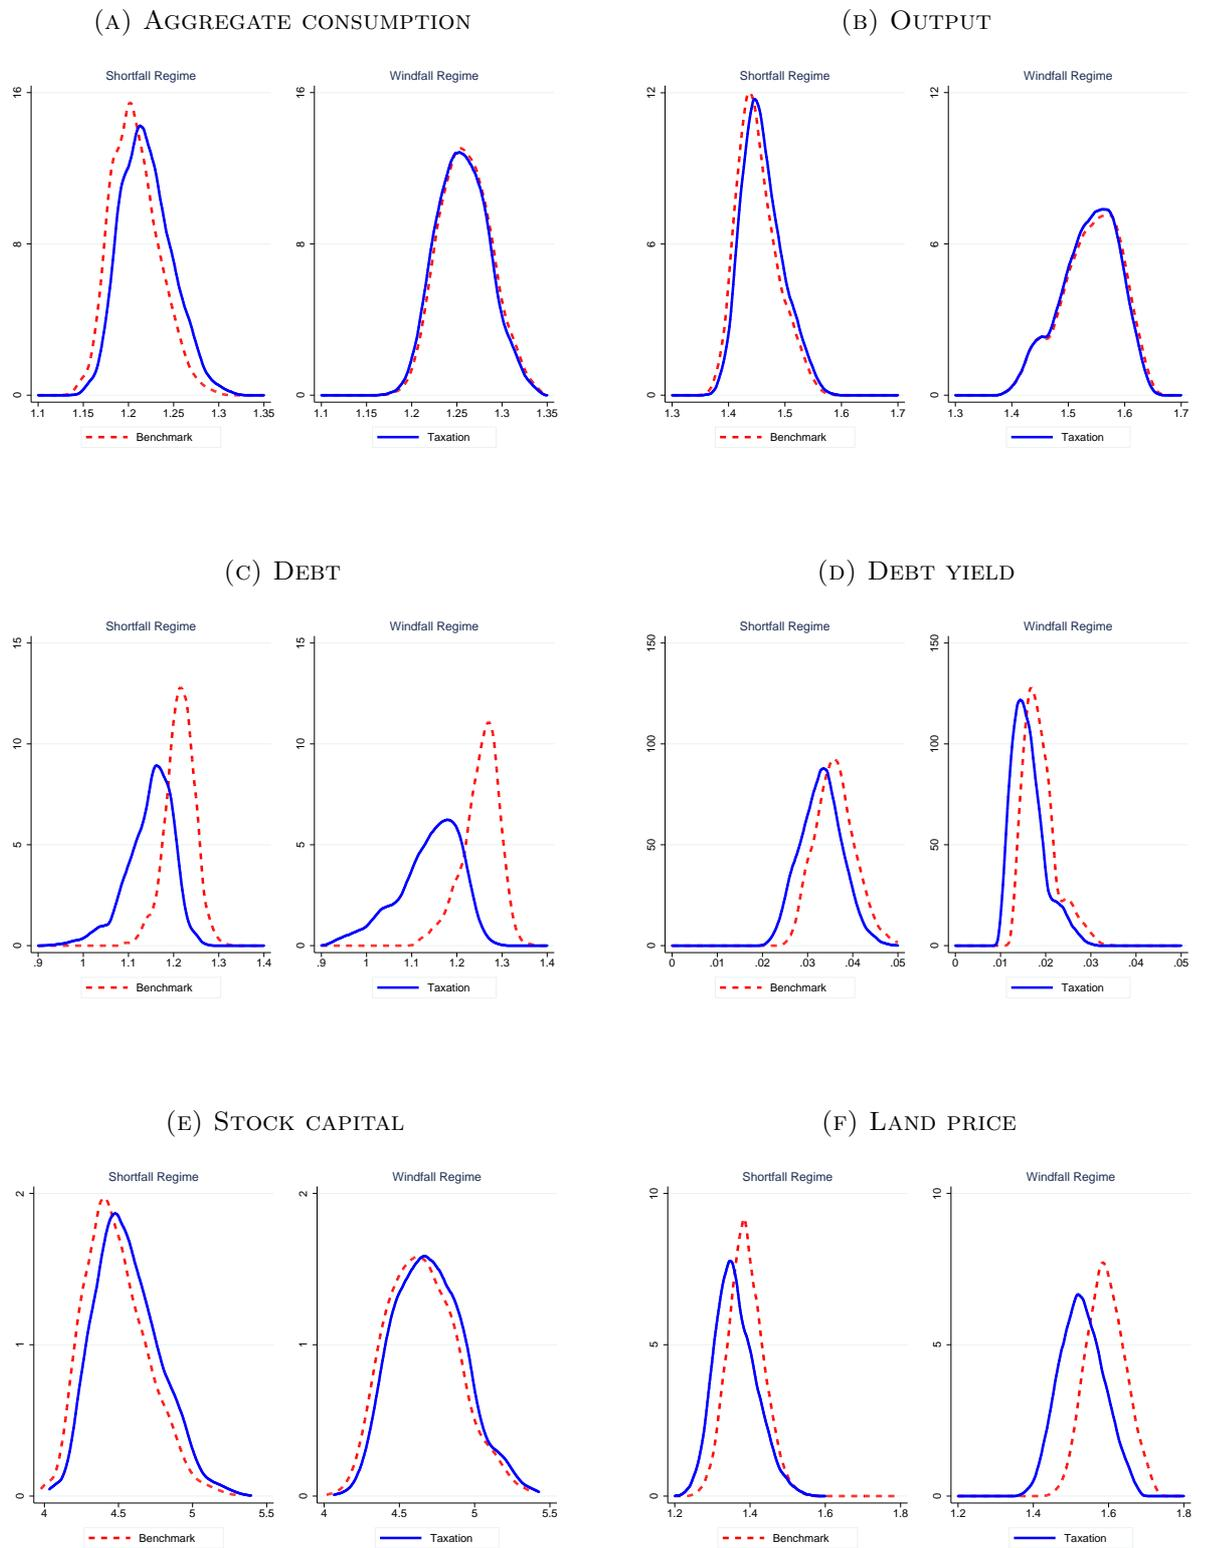 (A) AGGREGATE CONSUMPTION
Shortfall Regime
16
8
0
1.1 1.15 1.2 1.25 1.3 1.35
Benchmark
Windfall Regime
16
8
0
1.1 1.15 1.2 1.25 1.3 1.35
Taxation
(B) OUTPUT
Shortfall Regime
12
6
0
1.3 1.4 1.5 1.6 1.7
Benchmark
Windfall Regime
12
6
0
1.3 1.4 1.5 1.6 1.7
Taxation
(C) DEBT
Shortfall Regime
15
10
5
0
.9 1 1.1 1.2 1.3 1.4
Benchmark
Windfall Regime
15
10
5
0
.9 1 1.1 1.2 1.3 1.4
Taxation
(D) DEBT YIELD
Shortfall Regime
150
100
50
0
0 .01 .02 .03 .04 .05
Benchmark
Windfall Regime
150
100
50
0
0 .01 .02 .03 .04 .05
Taxation
(E) STOCK CAPITAL
Shortfall Regime
2
1
0
4 4.5 5 5.5
Benchmark
Windfall Regime
2
1
0
4 4.5 5 5.5
Taxation
(F) LAND PRICE
Shortfall Regime
10
5
0
1.2 1.4 1.6 1.8
Benchmark
Windfall Regime
10
5
0
1.2 1.4 1.6 1.8
Taxation